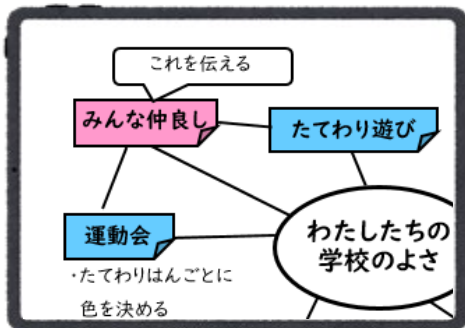 これを伝える
みんな仲良し
たてわり遊び
わたしたちの
学校のよさ
運動会
・たてわりはんごとに
色を決める